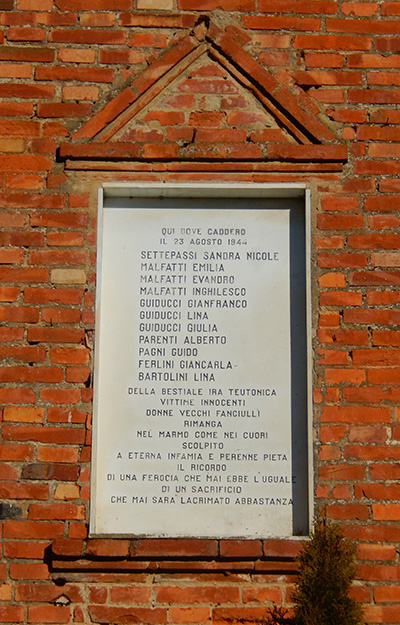 QUI DOVE CADDERO
IL 23 AGOSTO 1944
SETTEPASSI SANDRA NICOLE
MALFATTI EMILIA
MALFATTI EVANDRO
MALFATTI INGHILESCO
GUIDUCCI GIANFRANCO
GUIDUCCI LINA
GUIDUCCI GIULIA
PARENTI ALBERTO
PAGNI GUIDO
FERLINI GIANCARLA
BARTOLINI LINA
DELLA BESTIALE IRA TEUTONICA
VITTIME INNOCENTI
DONNE VECCHI FANCIULLI
RIMANGA
NEL MARMO COME NEI CUORI
SCOLPITO
A ETERNA INFAMIA E PERENNE PIETA
IL RICORDO
DI UNA FEROCIA CHE MAI EBBE L'UGUALE
DI UN SACRIFICIO
CHE MAI SARÀ LACRIMATO ABBASTANZA